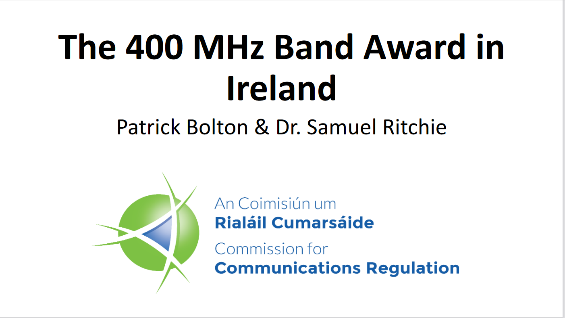 The 400 MHz Band Award in
Ireland
Patrick Bolton & Dr. Samuel Ritchie
An Coimisiún um
Rialáil Cumarsáide
Commission for
Communications Regulation